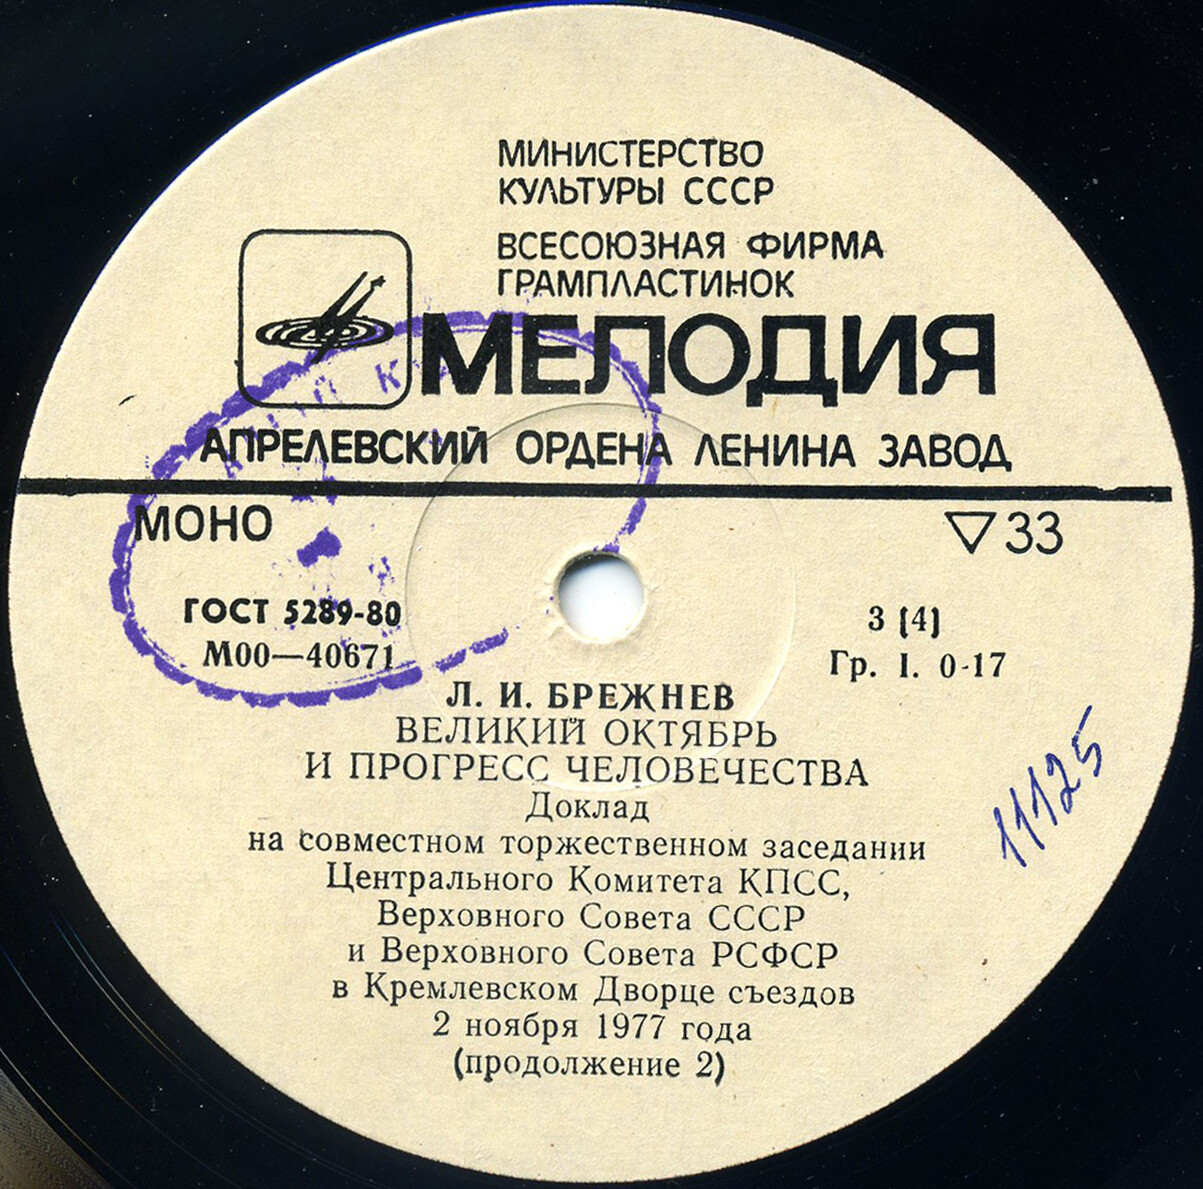 МИНИСТЕРСТВО
КУЛЬТУРЫ СССР
ВСЕСОЮЗНАЯ ФИРМА
ГРАМПЛАСТИНОК
МЕЛОДИЯ
АПРЕЛЕВСКИЙ ОРДЕНА ЛЕНИНА ЗАВОД
МОНО
▽33
ГОСТ 5289-80
М00—40671
3 (4)
Гр. I. 0-17
Л. И. БРЕЖНЕВ
ВЕЛИКИЙ ОКТЯБРЬ
И ПРОГРЕСС ЧЕЛОВЕЧЕСТВА
Доклад
на совместном торжественном заседании
Центрального Комитета КПСС,
Верховного Совета СССР
и Верховного Совета РСФСР
в Кремлевском Дворце съездов
2 ноября 1977 года
(продолжение 2)
11125